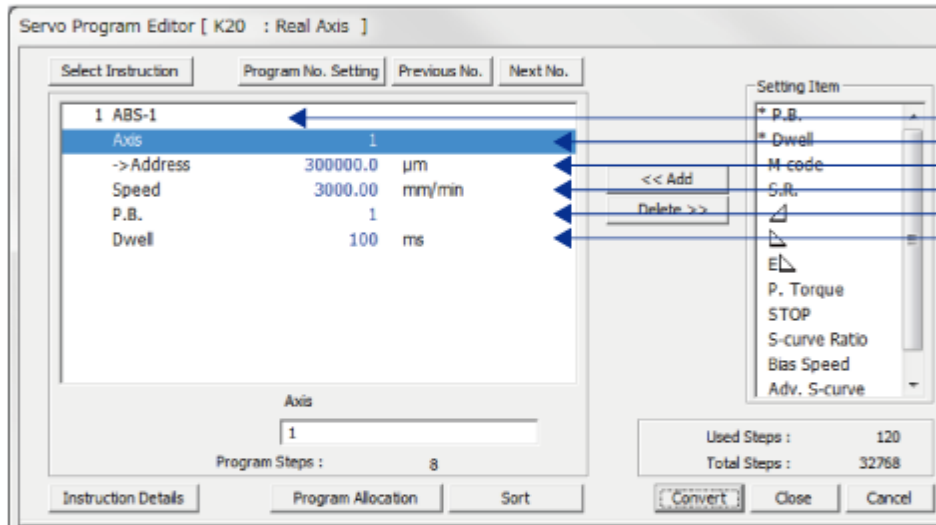 Servo Program Editor [ K20 : Real Axis ]
Select Instruction Program No. Setting Previous No. Next No.
1 ABS-1
Axis 1
->Address 300000.0 µm
Speed 3000.00 mm/min
P.B. 1
Dwell 100 ms
<< Add
Delete >>
Setting Item
* P.B.
* Dwell
M code
S.R.
E
P. Torque
STOP
S-curve Ratio
Bias Speed
Adv. S-curve
Axis
1
Program Steps : 8
Used Steps : 120
Total Steps : 32768
Instruction Details Program Allocation Sort Convert Close Cancel